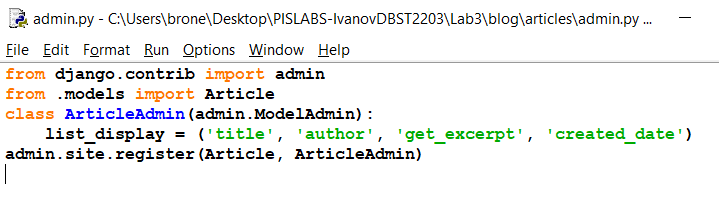 admin.py - C:\Users\brone\Desktop\PISLABS-IvanovDBST2203\Lab3\blog\articles\admin.py ...
File Edit Format Run Options Window Help
from django.contrib import admin
from .models import Article
class ArticleAdmin(admin.ModelAdmin):
    list_display = ('title', 'author', 'get_excerpt', 'created_date')
admin.site.register(Article, ArticleAdmin)